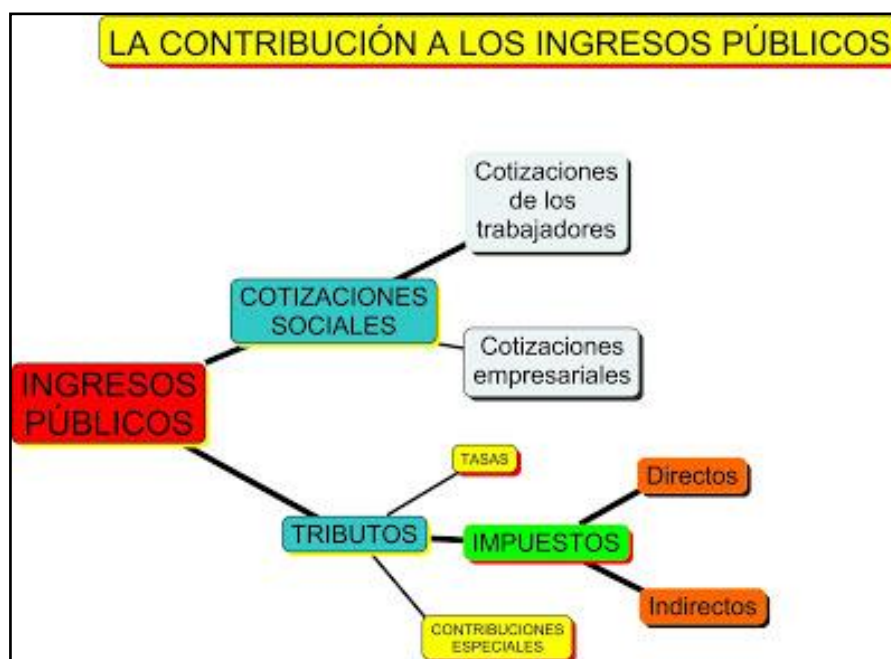 LA CONTRIBUCIÓN A LOS INGRESOS PÚBLICOS
Cotizaciones
de los
trabajadores
COTIZACIONES
SOCIALES
Cotizaciones
empresariales
INGRESOS
PÚBLICOS
TASAS
Directos
TRIBUTOS
IMPUESTOS
Indirectos
CONTRIBUCIONES
ESPECIALES